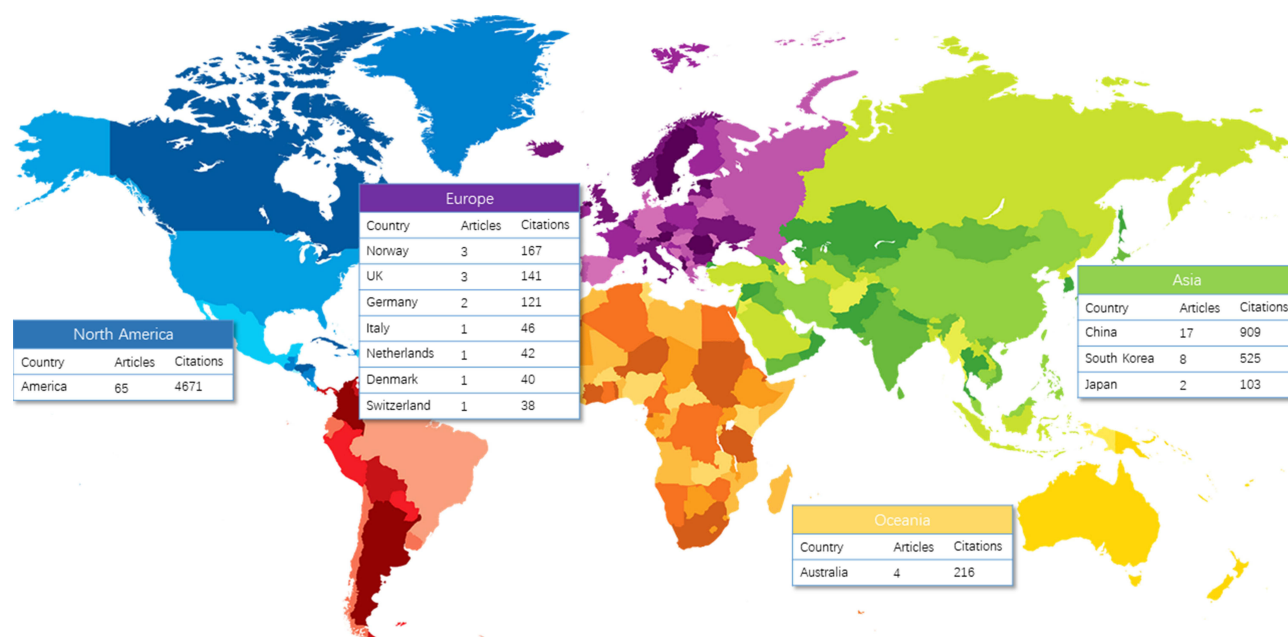 North America
Country Articles Citations
America 65 4671
Europe
Country Articles Citations
Norway 3 167
UK 3 141
Germany 2 121
Italy 1 46
Netherlands 1 42
Denmark 1 40
Switzerland 1 38
Asia
Country Articles Citations
China 17 909
South Korea 8 525
Japan 2 103
Oceania
Country Articles Citations
Australia 4 216